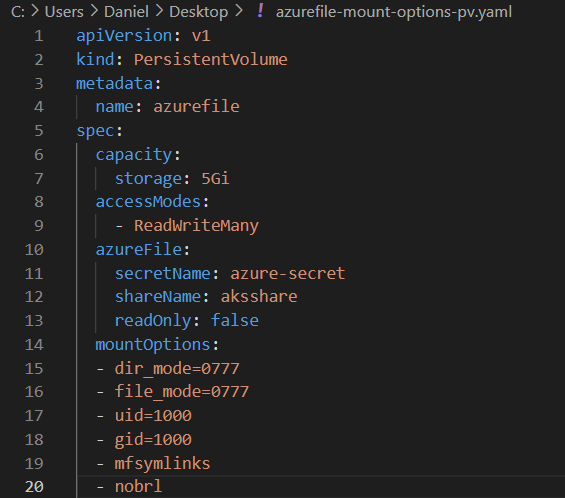 C: > Users > Daniel > Desktop > ! azurefile-mount-options-pv.yaml
1 apiVersion: v1
2 kind: PersistentVolume
3 metadata:
4   name: azurefile
5 spec:
6   capacity:
7     storage: 5Gi
8   accessModes:
9     - ReadWriteMany
10   azureFile:
11     secretName: azure-secret
12     shareName: aksshare
13     readOnly: false
14   mountOptions:
15   - dir_mode=0777
16   - file_mode=0777
17   - uid=1000
18   - gid=1000
19   - mfsymlinks
20   - nobrl